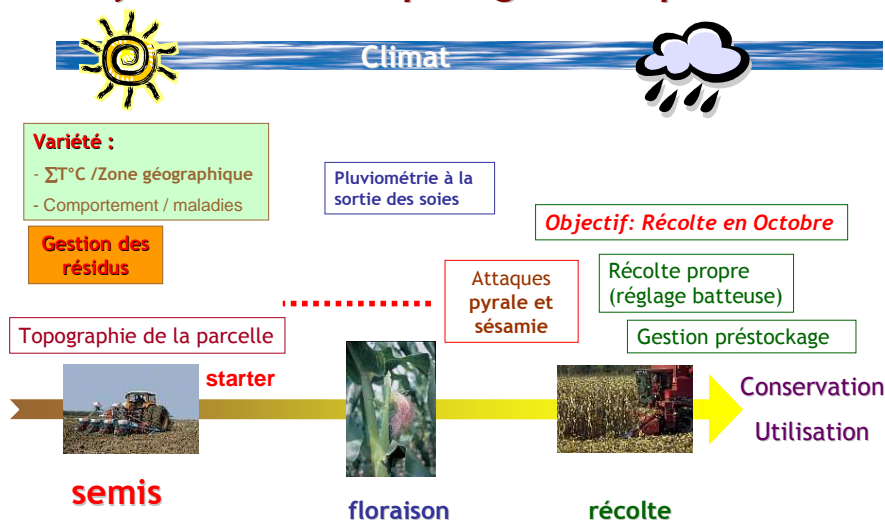 Climat
Variété :
- ∑T°C /Zone géographique
- Comportement / maladies
Pluviométrie à la
sortie des soies
Objectif: Récolte en Octobre
Gestion des
résidus
Attaques
pyrale et
sésamie
Récolte propre
(réglage batteuse)
Topographie de la parcelle
Gestion préstockage
starter
Conservation
Utilisation
semis
floraison
récolte